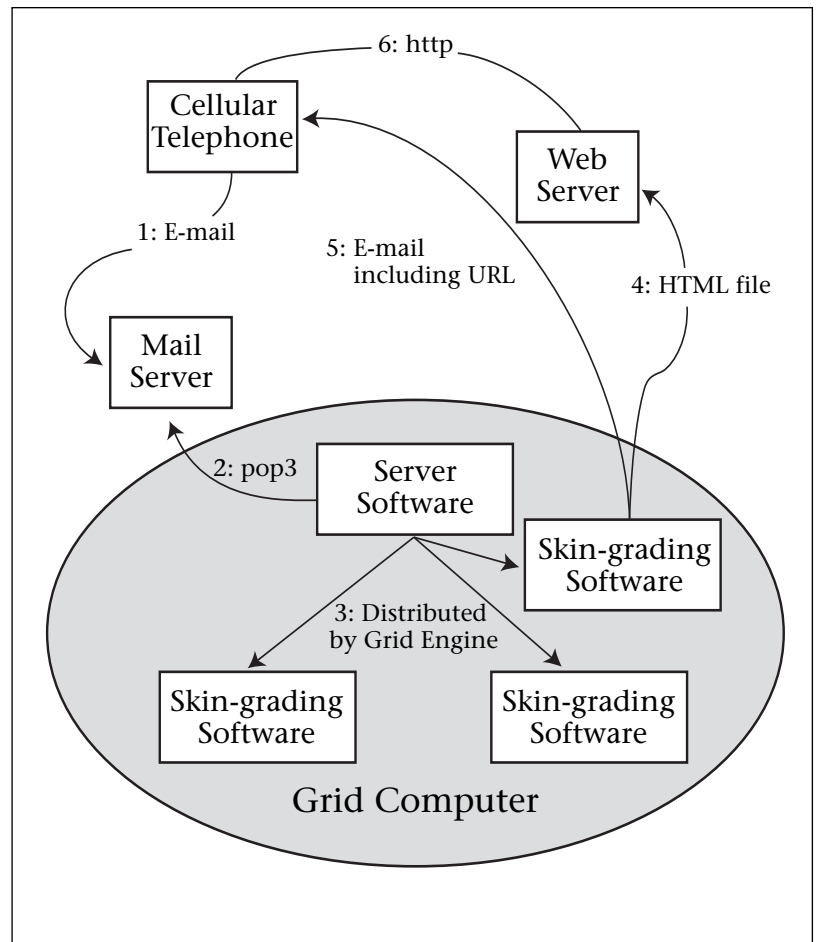 6: http
Cellular
Telephone
Web
Server
1: E-mail
5: E-mail
including URL
4: HTML file
Mail
Server
2: pop3
Server
Software
Skin-grading
Software
3: Distributed
by Grid Engine
Skin-grading
Software
Skin-grading
Software
Grid Computer